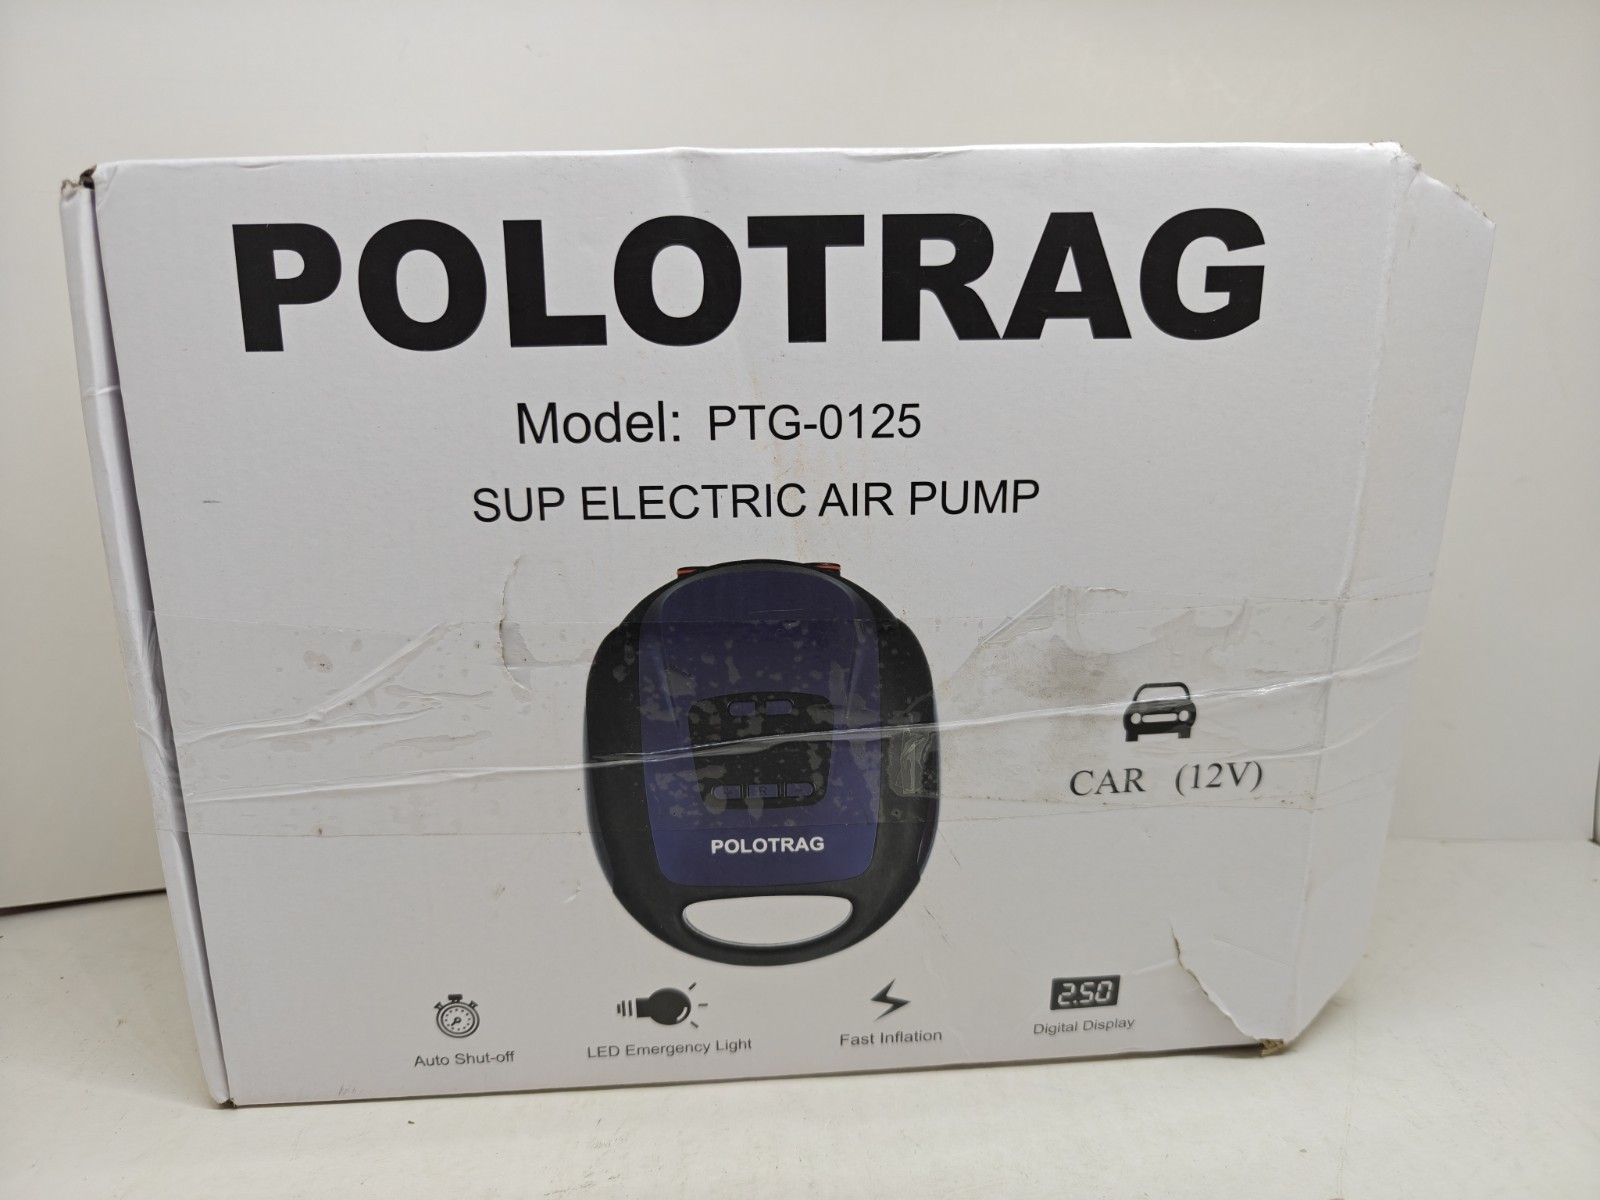 POLOTRAG
Model: PTG-0125
SUP ELECTRIC AIR PUMP
POLOTRAG
CAR (12V)
2.50
Auto Shut-off
LED Emergency Light
Fast Inflation
Digital Display